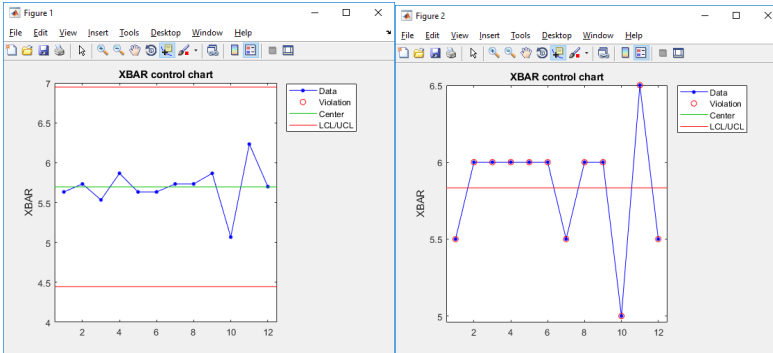 Figure 1
File Edit View Insert Tools Desktop Window Help
XBAR control chart
7
6.5
6
5.5
5
4.5
4
XBAR
2 4 6 8 10 12
Data
Violation
Center
LCL/UCL
Figure 2
File Edit View Insert Tools Desktop Window Help
XBAR control chart
6.5
6
5.5
5
XBAR
2 4 6 8 10 12
Data
Violation
Center
LCL/UCL